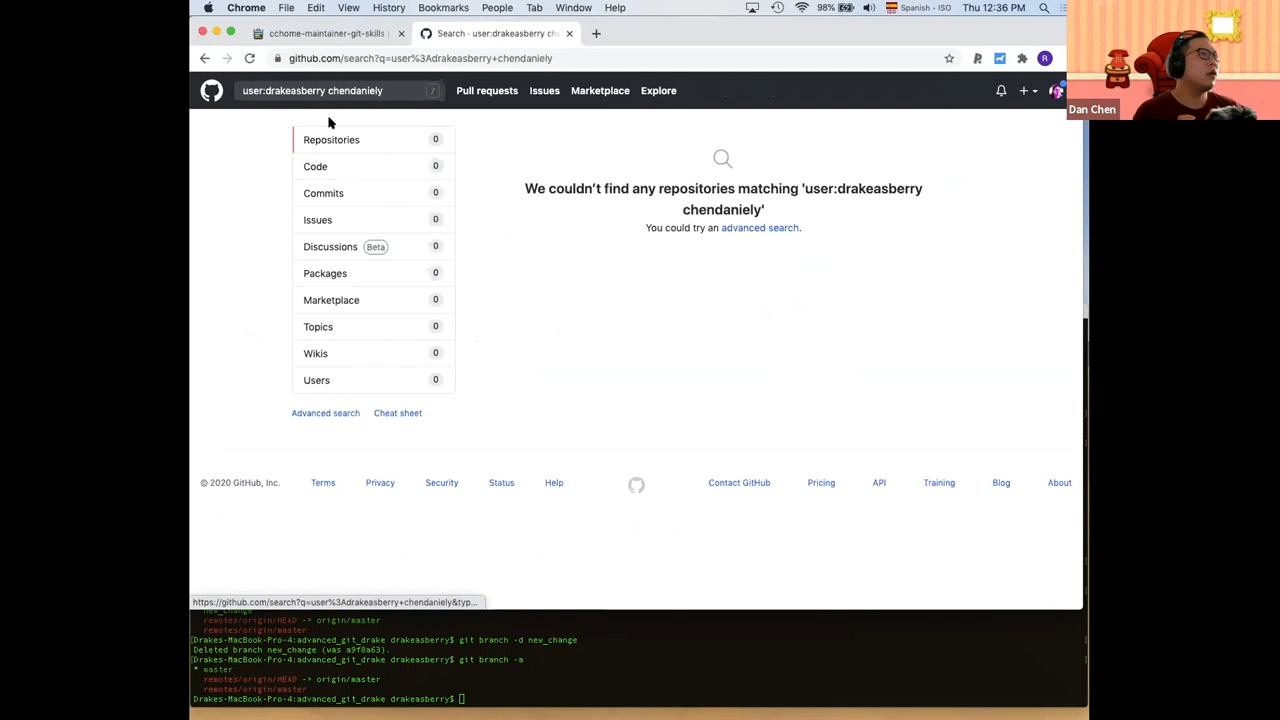 Chrome File Edit View History Bookmarks People Tab Window Help 98% Spanish - ISO Thu 12:36 PM
cchome-maintainer-git-skills
Search · user:drakeasberry ch
github.com/search?q=user%3Adrakeasberry+chendaniely
R
user:drakeasberry chendaniely /
Pull requests Issues Marketplace Explore
Dan Chen
Repositories 0
Code 0
Commits 0
Issues 0
Discussions Beta 0
Packages 0
Marketplace 0
Topics 0
Wikis 0
Users 0
Advanced search Cheat sheet
We couldn't find any repositories matching 'user:drakeasberry
chendaniely'
You could try an advanced search.
© 2020 GitHub, Inc. Terms Privacy Security Status Help Contact GitHub Pricing API Training Blog About
https://github.com/search?q=user%3Adrakeasberry+chendaniely&typ...
new_change
remotes/origin/HEAD -> origin/master
remotes/origin/master
[Drakes-MacBook-Pro-4:advanced_git_drake drakeasberry$ git branch -d new_change
Deleted branch new_change (was a9f8a63).
[Drakes-MacBook-Pro-4:advanced_git_drake drakeasberry$ git branch -a
* master
remotes/origin/HEAD -> origin/master
remotes/origin/master
Drakes-MacBook-Pro-4:advanced_git_drake drakeasberry$